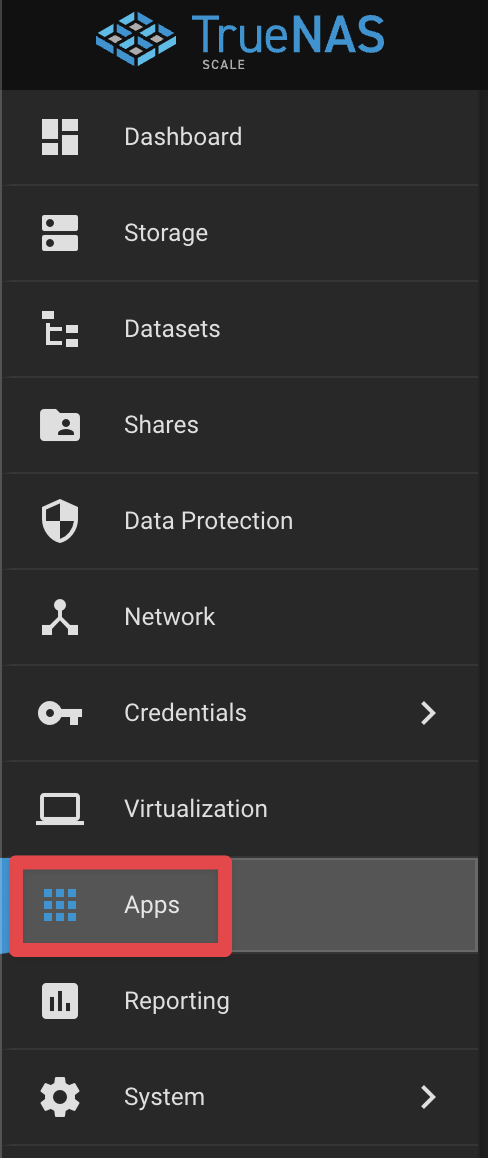 TrueNAS
SCALE
Dashboard
Storage
Datasets
Shares
Data Protection
Network
Credentials
Virtualization
Apps
Reporting
System